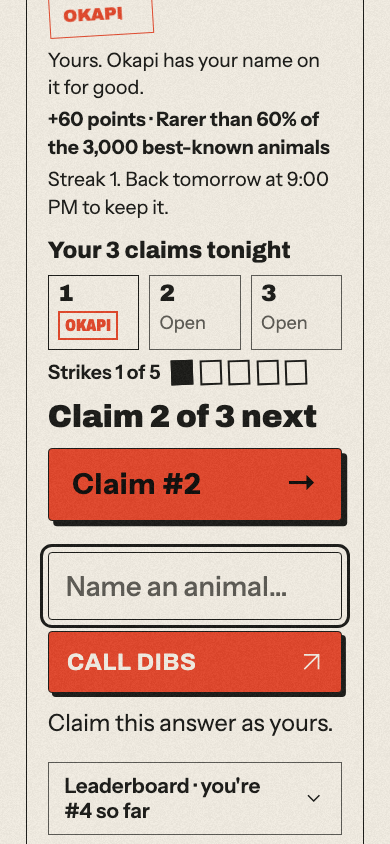 OKAPI
Yours. Okapi has your name on
it for good.
+60 points · Rarer than 60% of
the 3,000 best-known animals
Streak 1. Back tomorrow at 9:00
PM to keep it.
Your 3 claims tonight
1 2 3
OKAPI Open Open
Strikes 1 of 5
Claim 2 of 3 next
Claim #2 →
Name an animal...
CALL DIBS
Claim this answer as yours.
Leaderboard · you're
#4 so far